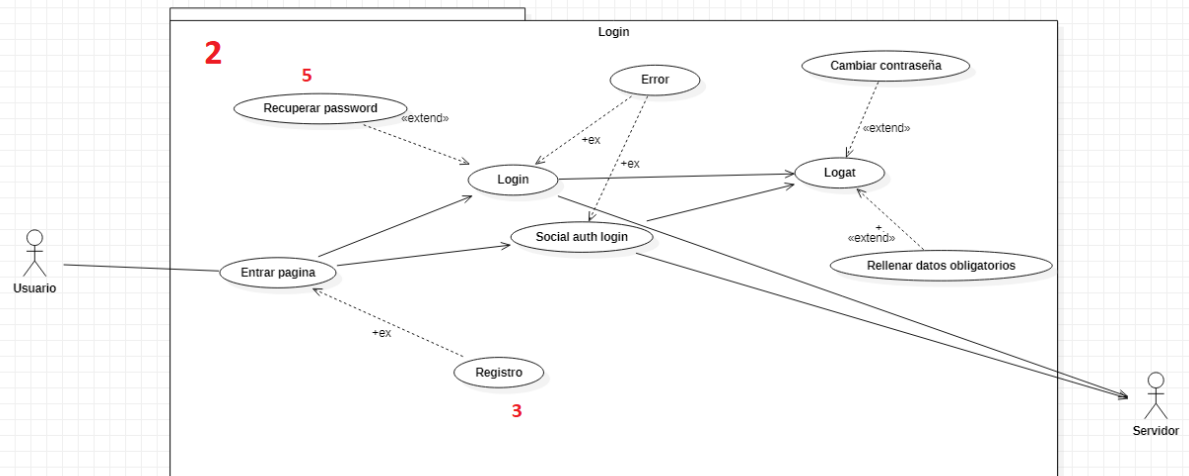 Login
2
5
Recuperar password
«extend»
Error
+ex
+ex
Cambiar contraseña
«extend»
Login
Logat
Social auth login
+
«extend»
Rellenar datos obligatorios
Usuario
Entrar pagina
+ex
Registro
3
Servidor